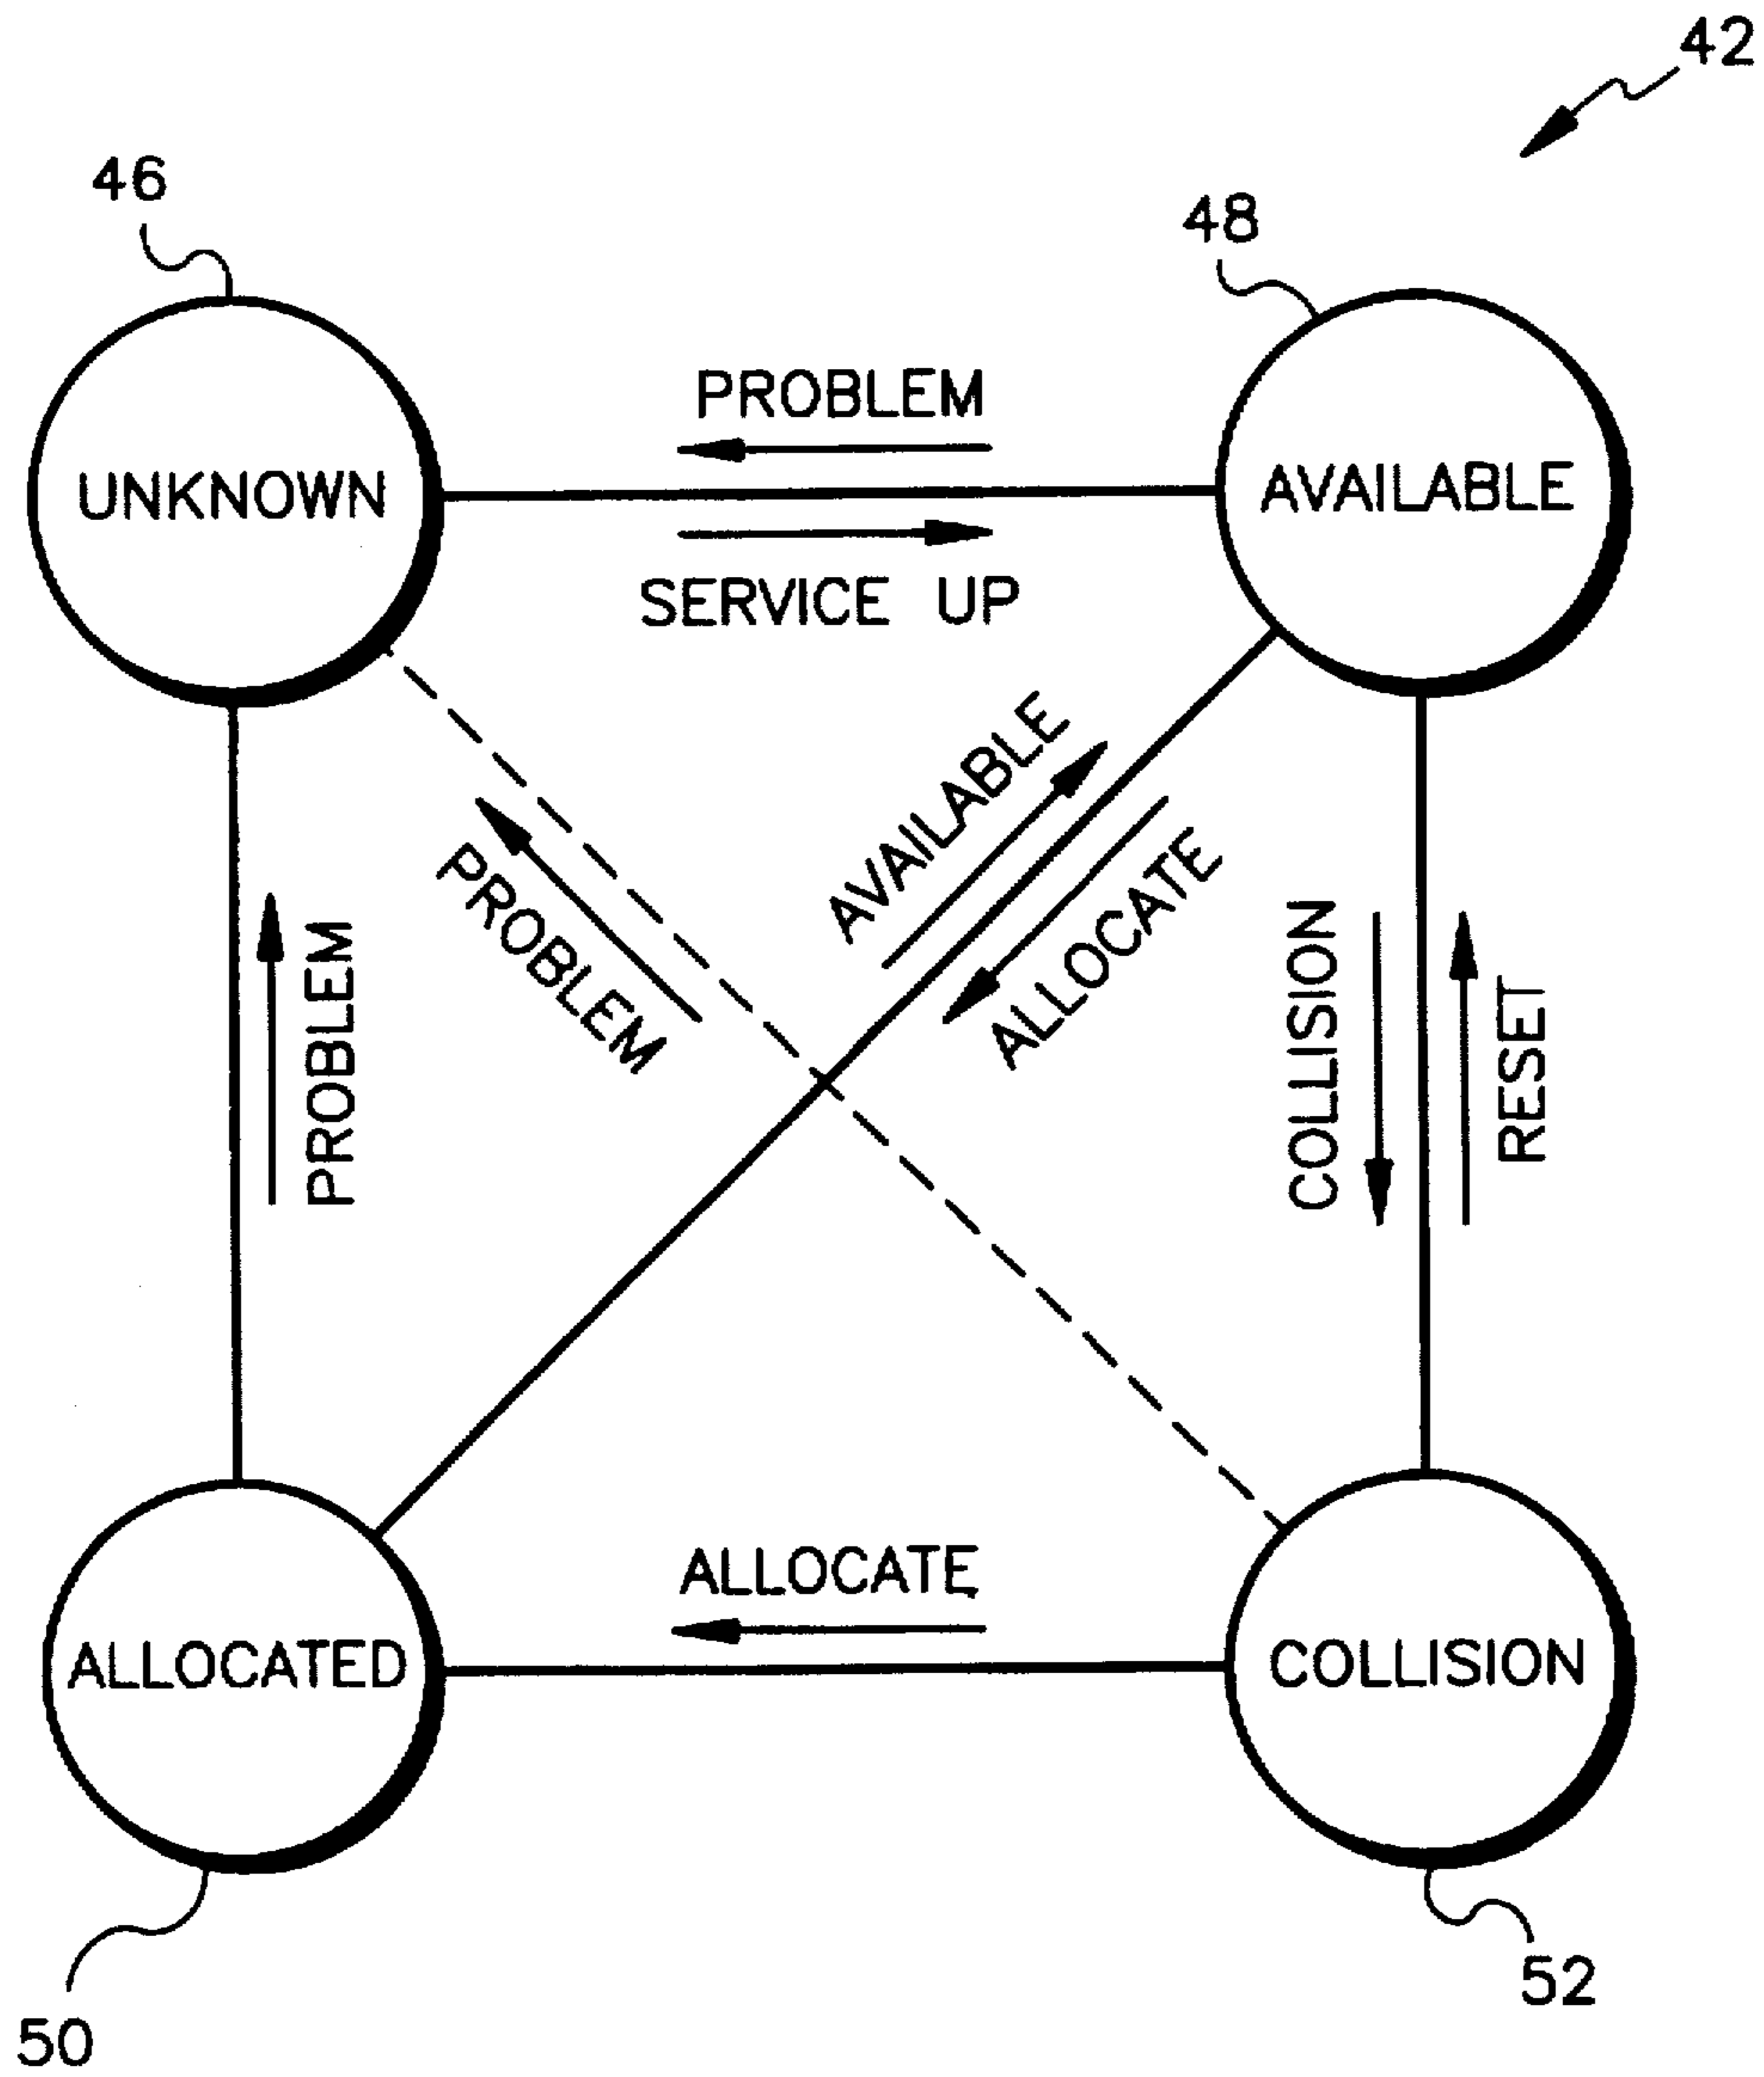 42
46
48
PROBLEM
UNKNOWN
AVAILABLE
SERVICE UP
AVAILABLE
ALLOCATE
PROBLEM
PROBLEM
COLLISION
RESET
ALLOCATE
ALLOCATED
COLLISION
52
50